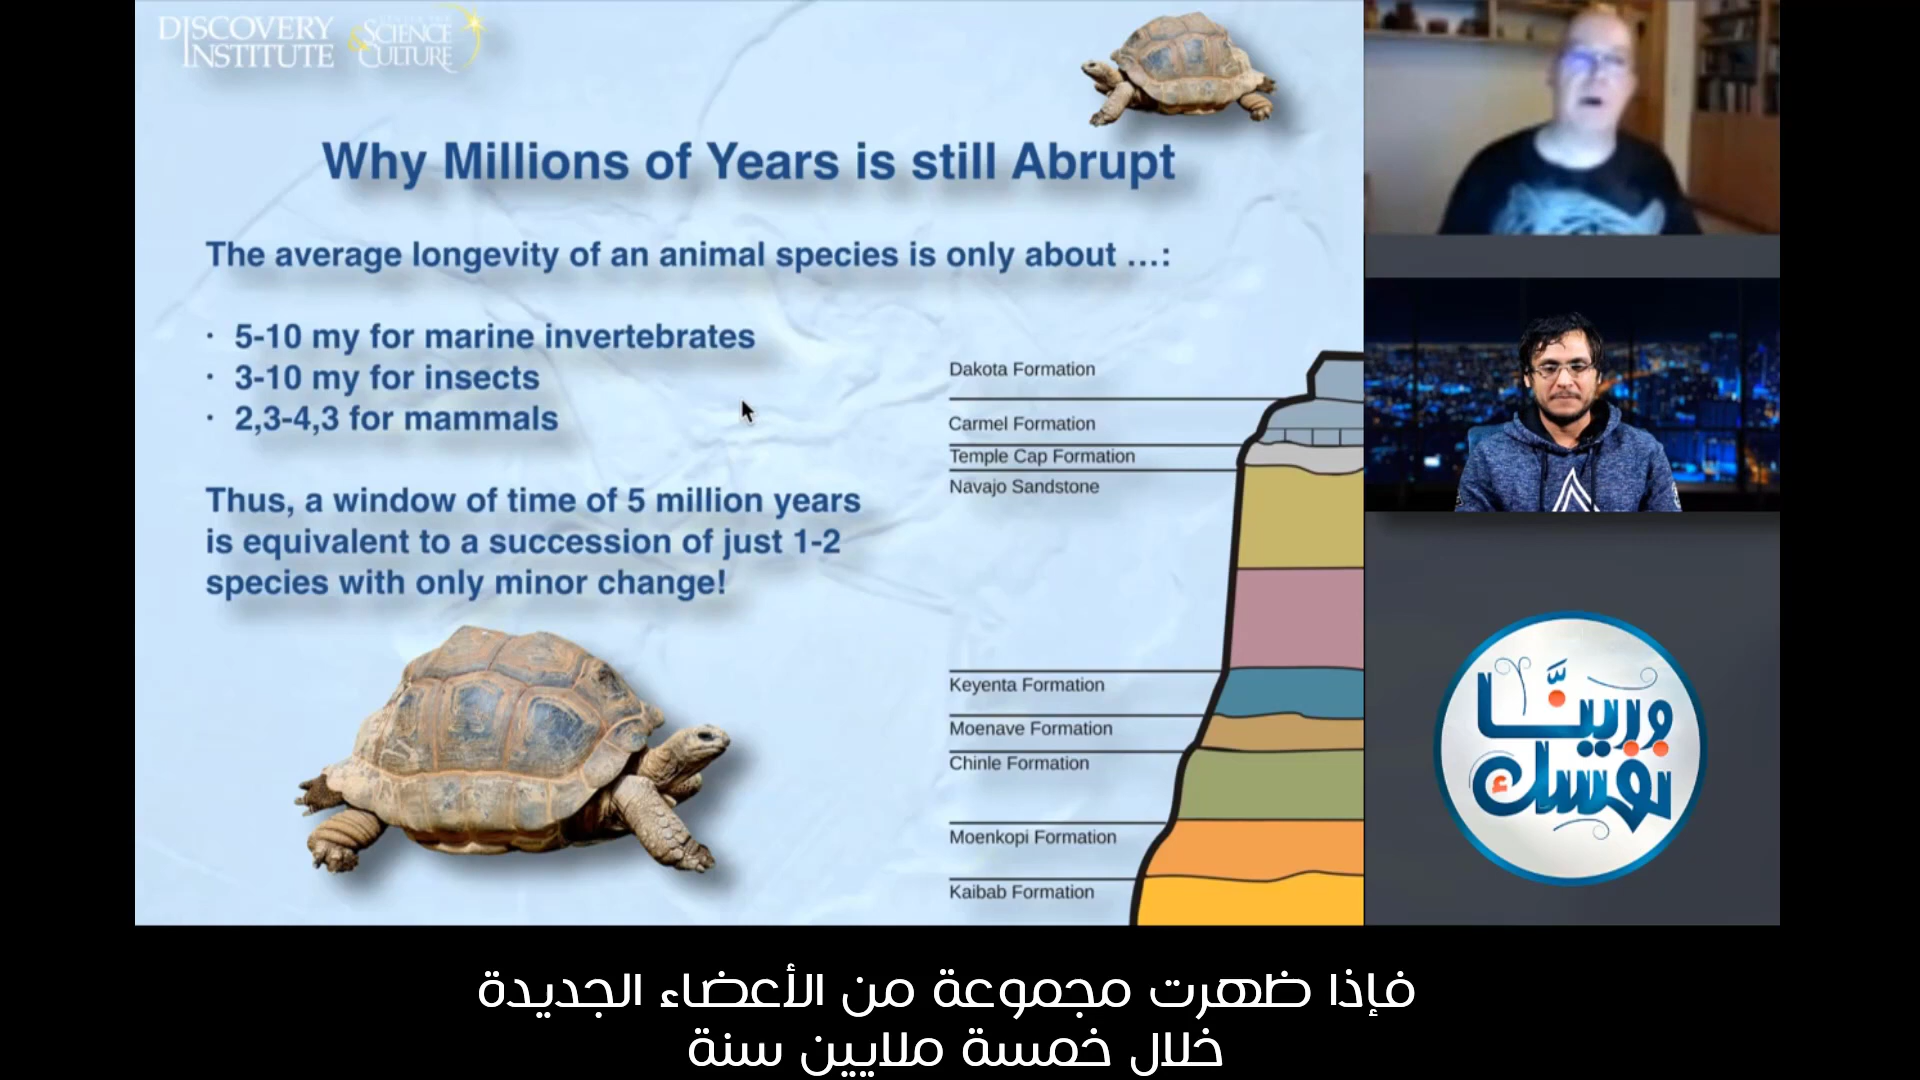 DISCOVERY
INSTITUTE
CENTER FOR
SCIENCE
& CULTURE
Why Millions of Years is still Abrupt
The average longevity of an animal species is only about ...:
· 5-10 my for marine invertebrates
· 3-10 my for insects
· 2,3-4,3 for mammals
Thus, a window of time of 5 million years
is equivalent to a succession of just 1-2
species with only minor change!
Dakota Formation
Carmel Formation
Temple Cap Formation
Navajo Sandstone
Keyenta Formation
Moenave Formation
Chinle Formation
Moenkopi Formation
Kaibab Formation
ورينا
نفسك
فإذا ظهرت مجموعة من الأعضاء الجديدة
خلال خمسة ملايين سنة